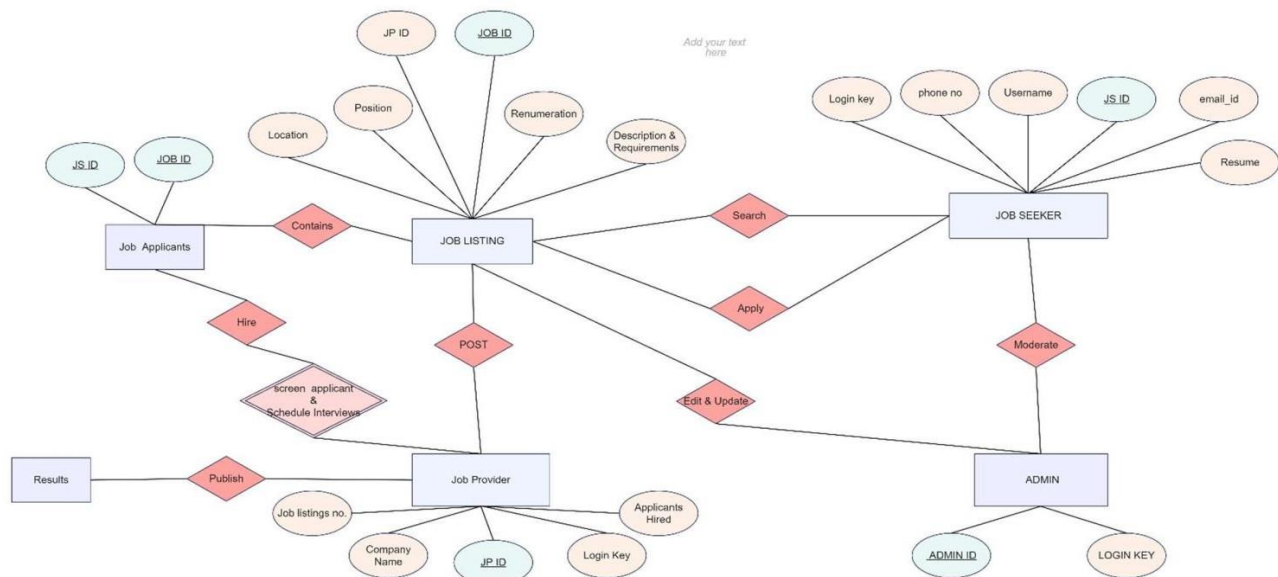 JP ID
JOB ID
Add your text
here
Login key
phone no
Username
JS ID
email_id
Position
Renumeration
Location
Description &
Requirements
Resume
JS ID
JOB ID
Contains
JOB LISTING
Search
JOB SEEKER
Job Applicants
Apply
Hire
POST
Moderate
screen applicant
&
Schedule Interviews
Edit & Update
Results
Publish
Job Provider
ADMIN
Job listings no.
Applicants
Hired
Company
Name
JP ID
Login Key
ADMIN ID
LOGIN KEY